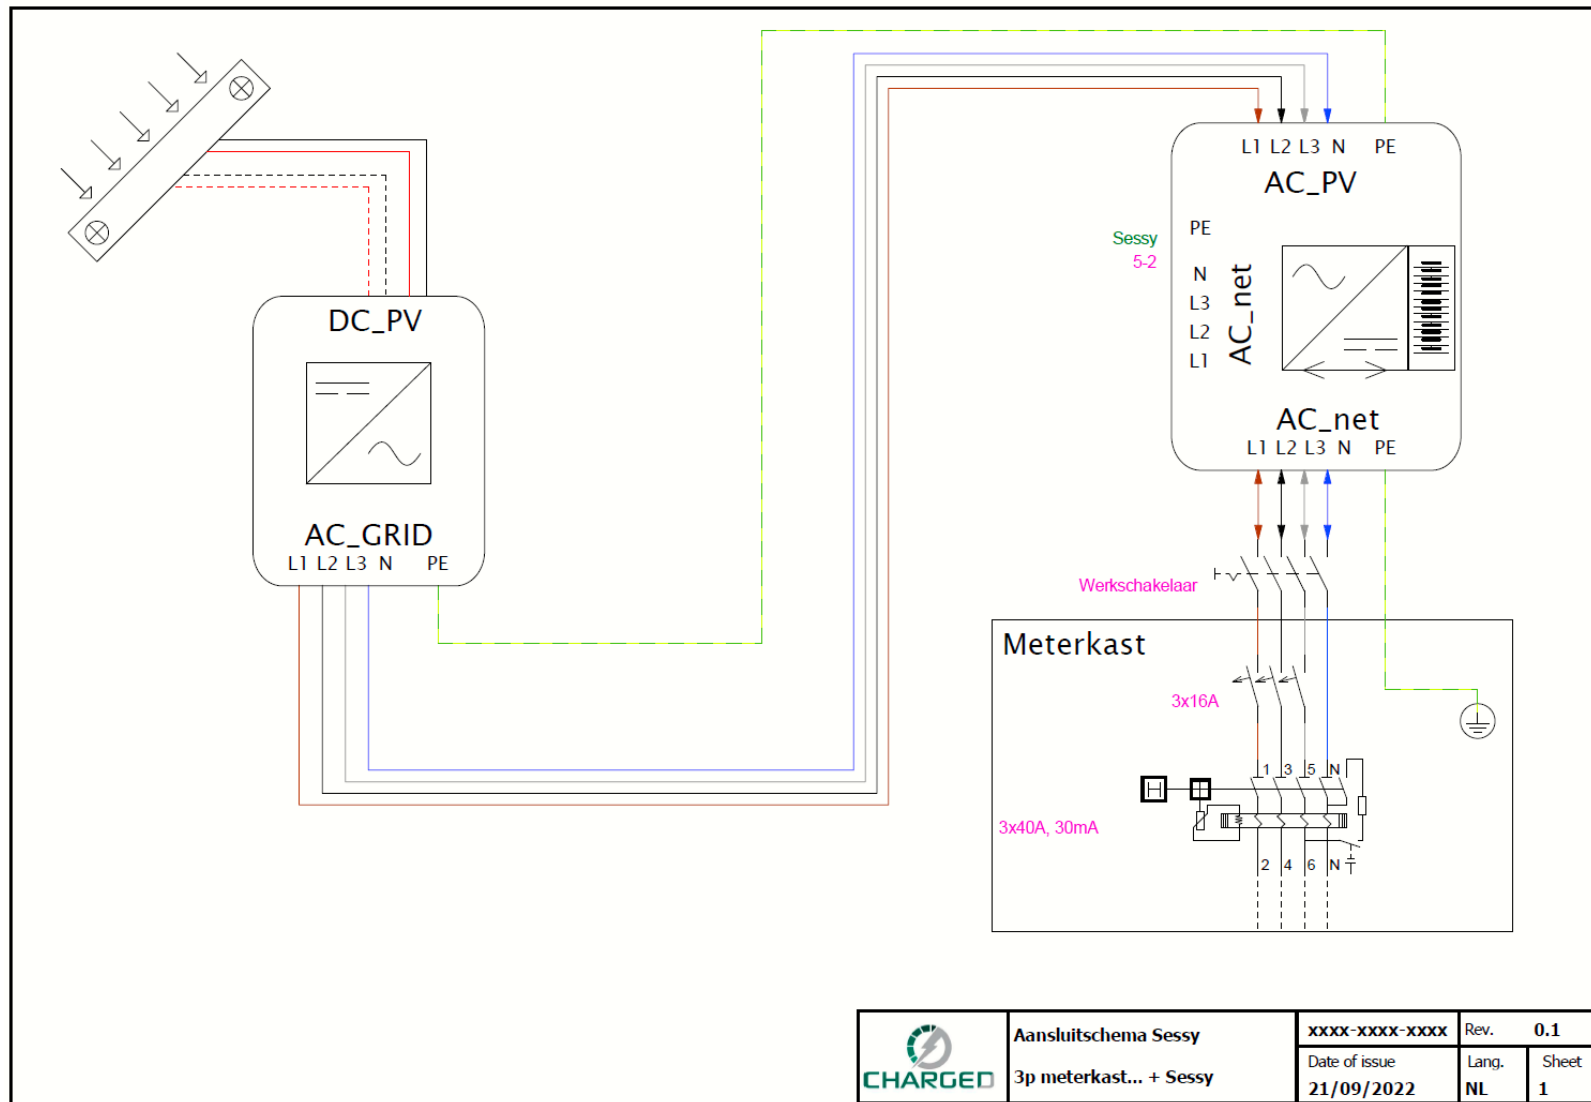 L1 L2 L3 N PE
AC_PV
PE
Sessy
5-2
N
L3
L2
L1
AC_net
DC_PV
AC_net
L1 L2 L3 N PE
AC_GRID
L1 L2 L3 N PE
Werkschakelaar
Meterkast
3x16A
1 3 5 N
H
3x40A, 30mA
2 4 6 N
CHARGED
Aansluitschema Sessy
3p meterkast... + Sessy
xxxx-xxxx-xxxx
Rev. 0.1
Date of issue
21/09/2022
Lang.
NL
Sheet
1